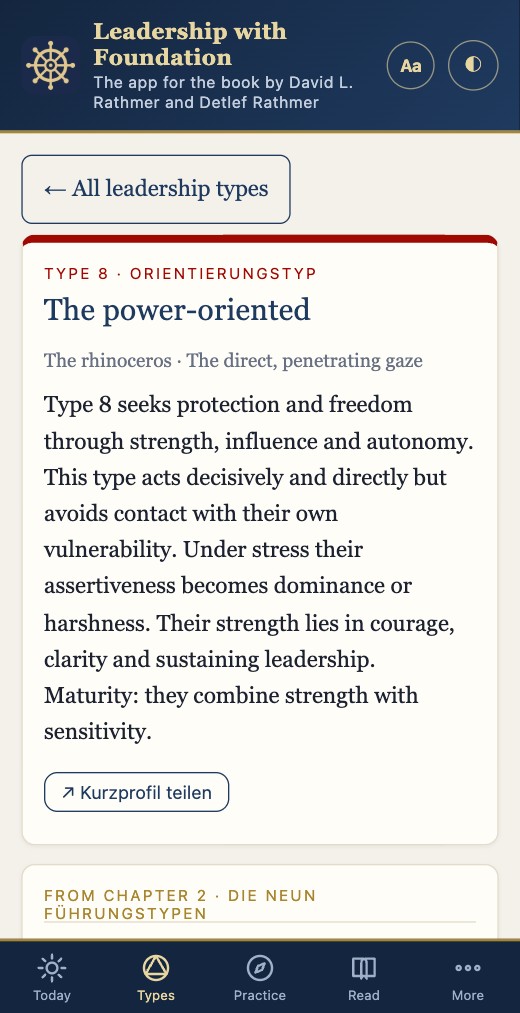 Leadership with
Foundation
The app for the book by David L.
Rathmer and Detlef Rathmer
Aa
← All leadership types
TYPE 8 · ORIENTIERUNGSTYP
The power-oriented
The rhinoceros · The direct, penetrating gaze
Type 8 seeks protection and freedom
through strength, influence and autonomy.
This type acts decisively and directly but
avoids contact with their own
vulnerability. Under stress their
assertiveness becomes dominance or
harshness. Their strength lies in courage,
clarity and sustaining leadership.
Maturity: they combine strength with
sensitivity.
↗ Kurzprofil teilen
FROM CHAPTER 2 · DIE NEUN
FÜHRUNGSTYPEN
Today
Types
Practice
Read
More